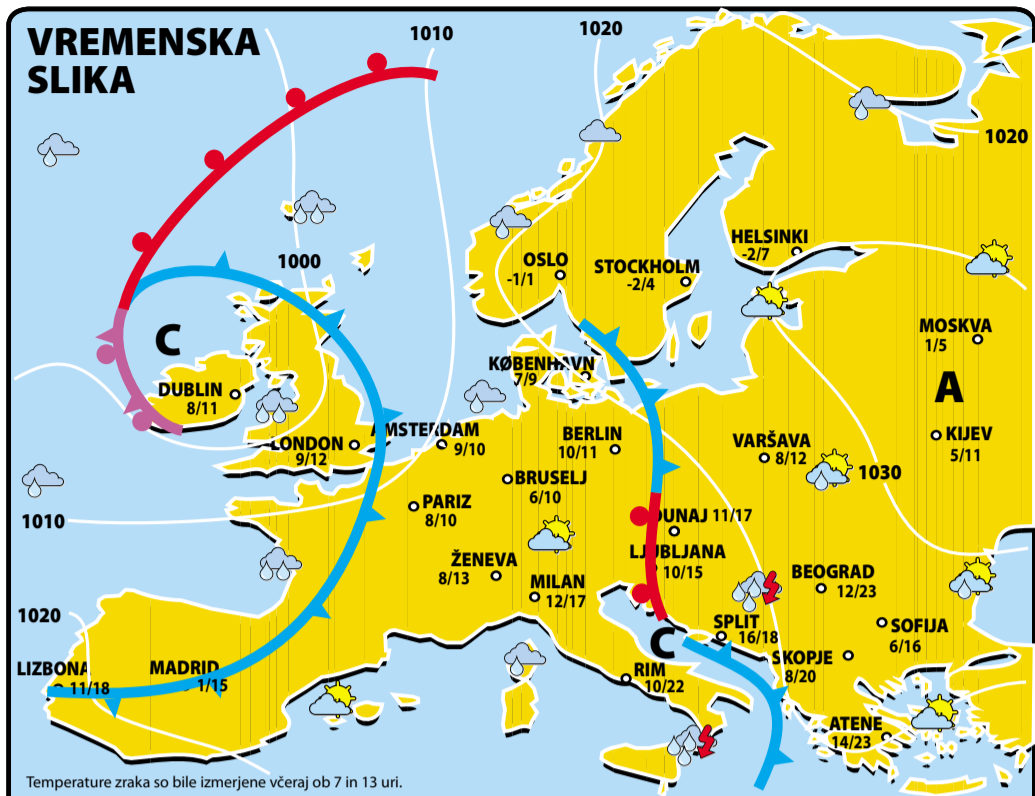 VREMENSKA
SLIKA
1010
1020
1020
1000
HELSINKI
-2/7
OSLO
-1/1
STOCKHOLM
-2/4
MOSKVA
1/5
C
KØBENHAVN
7/9
DUBLIN
8/11
A
LONDON
9/12
AMSTERDAM
9/10
BERLIN
10/11
VARŠAVA
8/12
KIJEV
5/11
1030
BRUSELJ
6/10
PARIZ
8/10
1010
DUNAJ 11/17
LJUBLJANA
10/15
ŽENEVA
8/13
MILAN
12/17
BEOGRAD
12/23
1020
SPLIT
16/18
SOFIJA
6/16
C
LIZBONA
11/18
MADRID
1/15
RIM
10/22
SKOPJE
8/20
ATENE
14/23
Temperature zraka so bile izmerjene včeraj ob 7 in 13 uri.